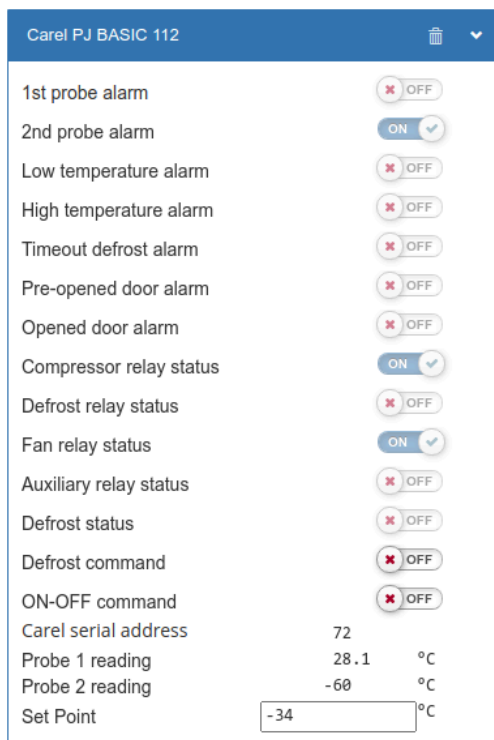 Carel PJ BASIC 112
1st probe alarm OFF
2nd probe alarm ON
Low temperature alarm OFF
High temperature alarm OFF
Timeout defrost alarm OFF
Pre-opened door alarm OFF
Opened door alarm OFF
Compressor relay status ON
Defrost relay status OFF
Fan relay status ON
Auxiliary relay status OFF
Defrost status OFF
Defrost command OFF
ON-OFF command OFF
Carel serial address 72
Probe 1 reading 28.1 °C
Probe 2 reading -60 °C
Set Point -34 °C